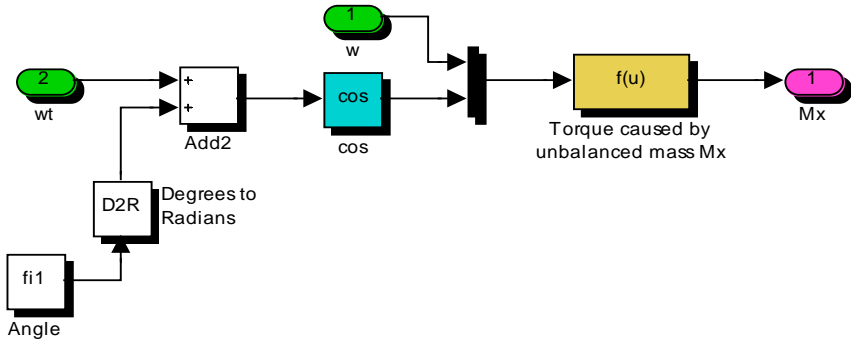 1
w
2
wt
+
+
Add2
cos
cos
f(u)
Torque caused by
unbalanced mass Mx
1
Mx
D2R
Degrees to
Radians
fi1
Angle